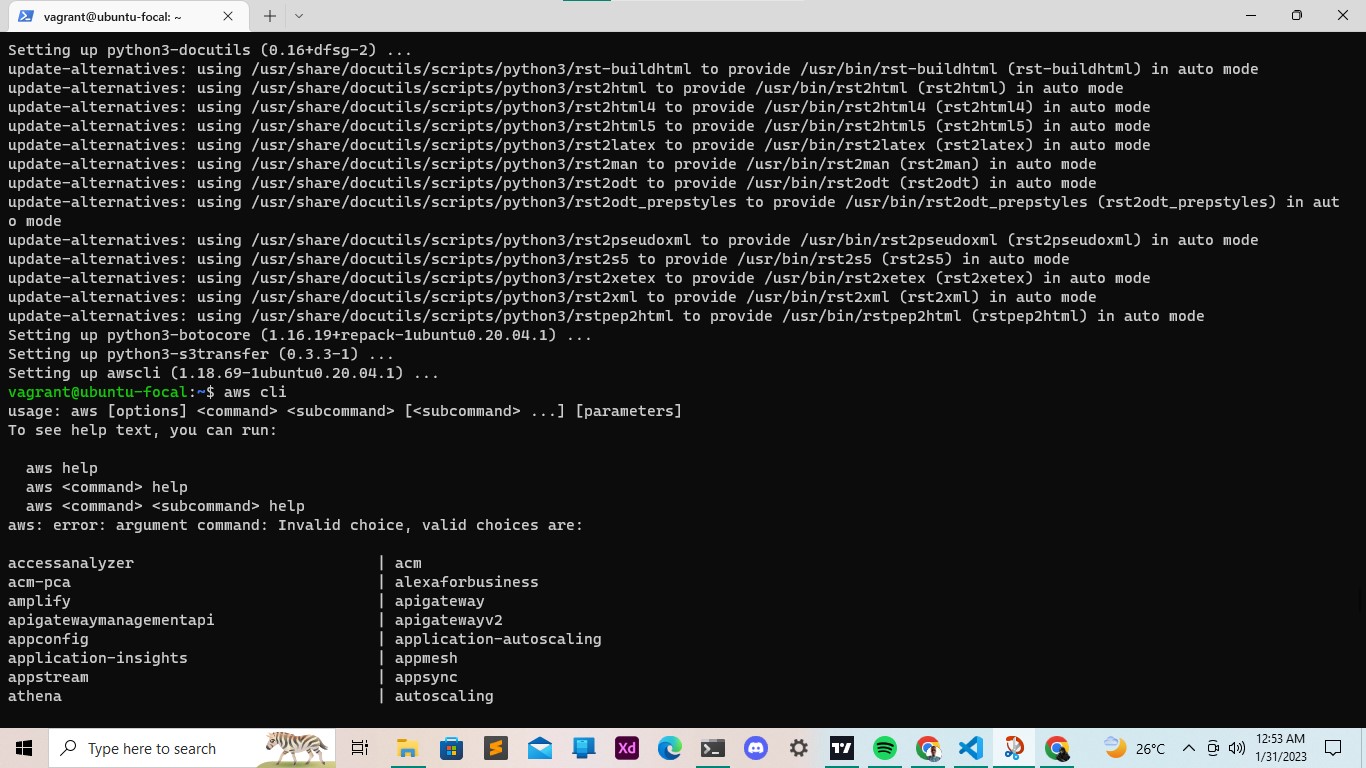 vagrant@ubuntu-focal: ~
Setting up python3-docutils (0.16+dfsg-2) ...
update-alternatives: using /usr/share/docutils/scripts/python3/rst-buildhtml to provide /usr/bin/rst-buildhtml (rst-buildhtml) in auto mode
update-alternatives: using /usr/share/docutils/scripts/python3/rst2html to provide /usr/bin/rst2html (rst2html) in auto mode
update-alternatives: using /usr/share/docutils/scripts/python3/rst2html4 to provide /usr/bin/rst2html4 (rst2html4) in auto mode
update-alternatives: using /usr/share/docutils/scripts/python3/rst2html5 to provide /usr/bin/rst2html5 (rst2html5) in auto mode
update-alternatives: using /usr/share/docutils/scripts/python3/rst2latex to provide /usr/bin/rst2latex (rst2latex) in auto mode
update-alternatives: using /usr/share/docutils/scripts/python3/rst2man to provide /usr/bin/rst2man (rst2man) in auto mode
update-alternatives: using /usr/share/docutils/scripts/python3/rst2odt to provide /usr/bin/rst2odt (rst2odt) in auto mode
update-alternatives: using /usr/share/docutils/scripts/python3/rst2odt_prepstyles to provide /usr/bin/rst2odt_prepstyles (rst2odt_prepstyles) in aut
o mode
update-alternatives: using /usr/share/docutils/scripts/python3/rst2pseudoxml to provide /usr/bin/rst2pseudoxml (rst2pseudoxml) in auto mode
update-alternatives: using /usr/share/docutils/scripts/python3/rst2s5 to provide /usr/bin/rst2s5 (rst2s5) in auto mode
update-alternatives: using /usr/share/docutils/scripts/python3/rst2xetex to provide /usr/bin/rst2xetex (rst2xetex) in auto mode
update-alternatives: using /usr/share/docutils/scripts/python3/rst2xml to provide /usr/bin/rst2xml (rst2xml) in auto mode
update-alternatives: using /usr/share/docutils/scripts/python3/rstpep2html to provide /usr/bin/rstpep2html (rstpep2html) in auto mode
Setting up python3-botocore (1.16.19+repack-1ubuntu0.20.04.1) ...
Setting up python3-s3transfer (0.3.3-1) ...
Setting up awscli (1.18.69-1ubuntu0.20.04.1) ...
vagrant@ubuntu-focal:~$ aws cli
usage: aws [options] <command> <subcommand> [<subcommand> ...] [parameters]
To see help text, you can run:
aws help
aws <command> help
aws <command> <subcommand> help
aws: error: argument command: Invalid choice, valid choices are:
accessanalyzer | acm
acm-pca | alexaforbusiness
amplify | apigateway
apigatewaymanagementapi | apigatewayv2
appconfig | application-autoscaling
application-insights | appmesh
appstream | appsync
athena | autoscaling
Type here to search
Xd
26°C
12:53 AM
1/31/2023